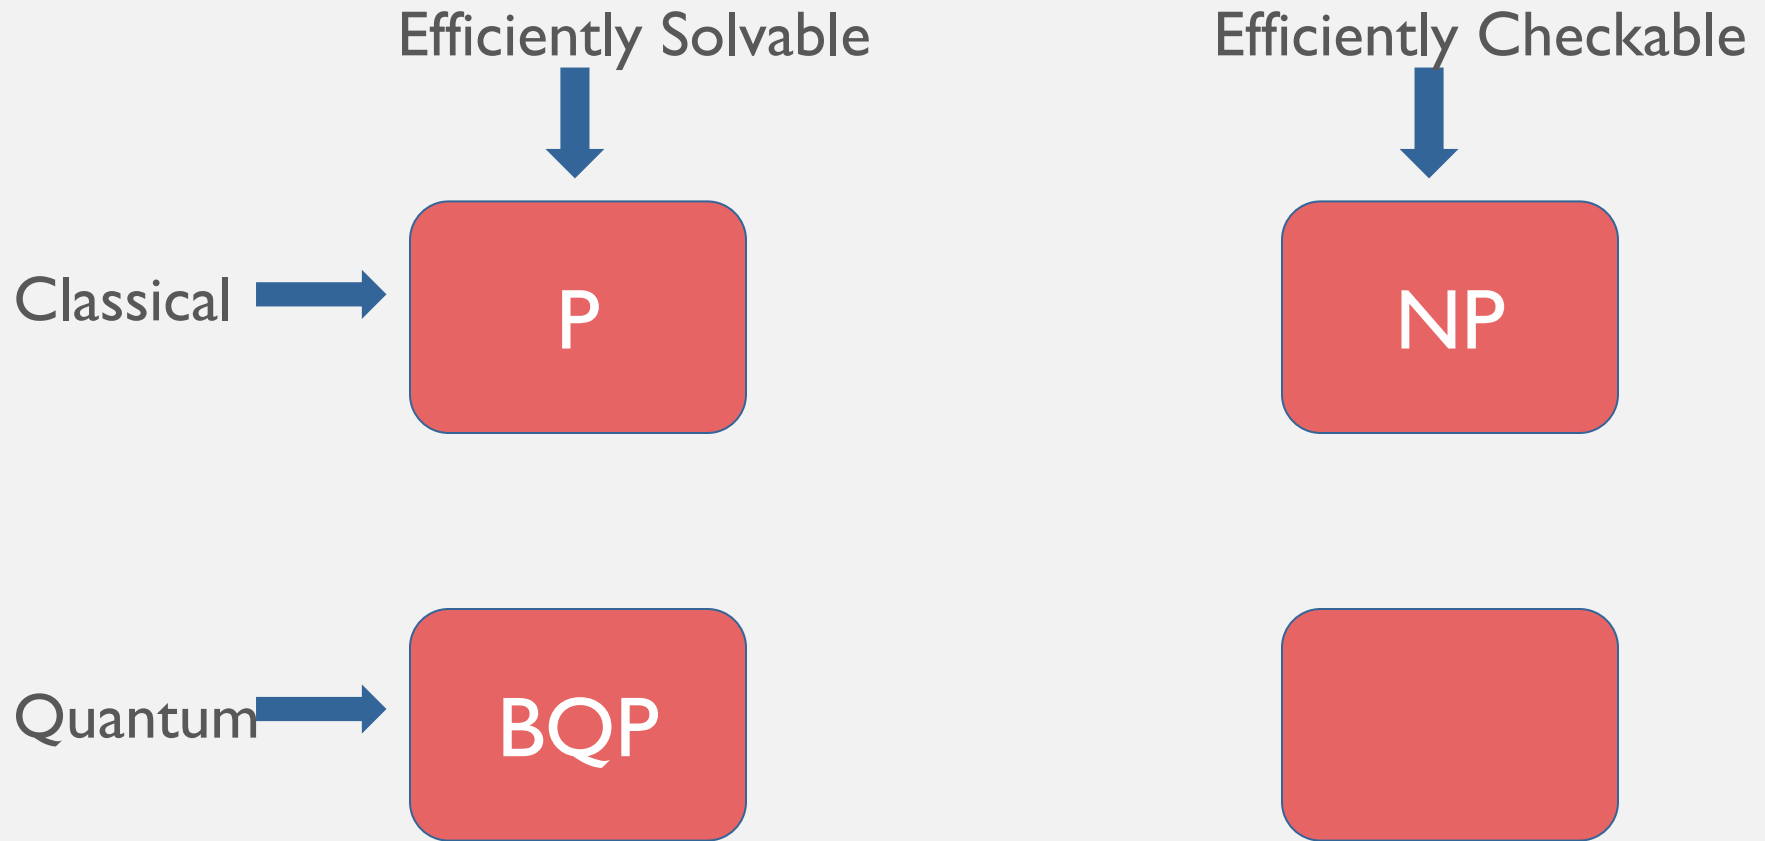 Efficiently Solvable
Efficiently Checkable
Classical
P
NP
Quantum
BQP